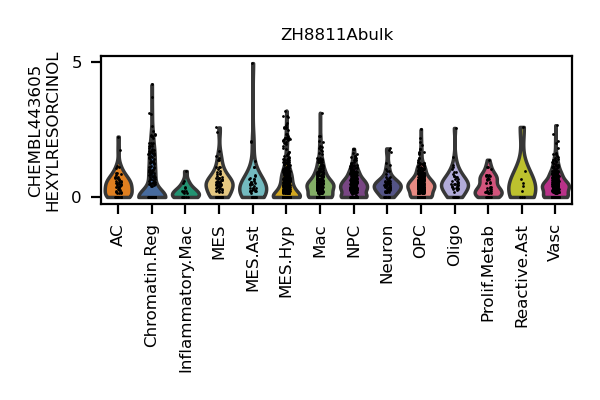 ZH8811Abulk
CHEMBL443605
HEXYLRESORCINOL
5
0
AC
Chromatin.Reg
Inflammatory.Mac
MES
MES.Ast
MES.Hyp
Mac
NPC
Neuron
OPC
Oligo
Prolif.Metab
Reactive.Ast
Vasc